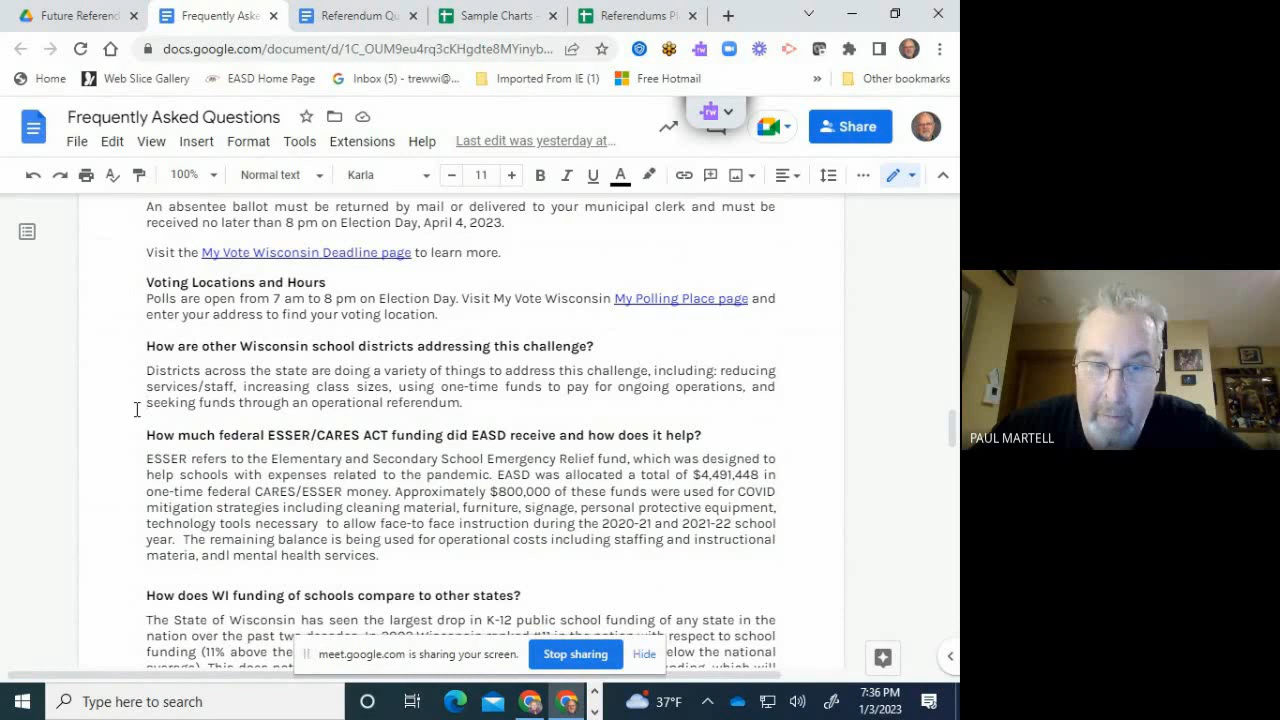 Future Referend
Frequently Aske
Referendum Qu
Sample Charts -
Referendums Pl
docs.google.com/document/d/1C_OUM9eu4rq3cKHgdte8MYinyb...
Home
Web Slice Gallery
EASD Home Page
Inbox (5) - trewwi@...
Imported From IE (1)
Free Hotmail
»
Other bookmarks
Frequently Asked Questions
rw
Share
File Edit View Insert Format Tools Extensions Help Last edit was yesterday at...
100% Normal text Karla 11 B I U A
An absentee ballot must be returned by mail or delivered to your municipal clerk and must be
received no later than 8 pm on Election Day, April 4, 2023.
Visit the My Vote Wisconsin Deadline page to learn more.
Voting Locations and Hours
Polls are open from 7 am to 8 pm on Election Day. Visit My Vote Wisconsin My Polling Place page and
enter your address to find your voting location.
How are other Wisconsin school districts addressing this challenge?
Districts across the state are doing a variety of things to address this challenge, including: reducing
services/staff, increasing class sizes, using one-time funds to pay for ongoing operations, and
seeking funds through an operational referendum.
How much federal ESSER/CARES ACT funding did EASD receive and how does it help?
ESSER refers to the Elementary and Secondary School Emergency Relief fund, which was designed to
help schools with expenses related to the pandemic. EASD was allocated a total of $4,491,448 in
one-time federal CARES/ESSER money. Approximately $800,000 of these funds were used for COVID
mitigation strategies including cleaning material, furniture, signage, personal protective equipment,
technology tools necessary to allow face-to face instruction during the 2020-21 and 2021-22 school
year. The remaining balance is being used for operational costs including staffing and instructional
materia, andl mental health services.
How does WI funding of schools compare to other states?
The State of Wisconsin has seen the largest drop in K-12 public school funding of any state in the
nation over the past two decades. In 2002 Wisconsin ranked #11 in the nation with respect to school
funding (11% above the
elow the national
meet.google.com is sharing your screen. Stop sharing Hide
PAUL MARTELL
Type here to search
37°F
7:36 PM
1/3/2023